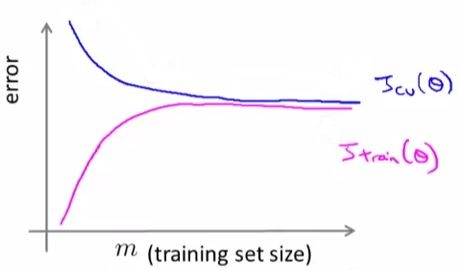 error
J_cv(θ)
J_train(θ)
m (training set size)